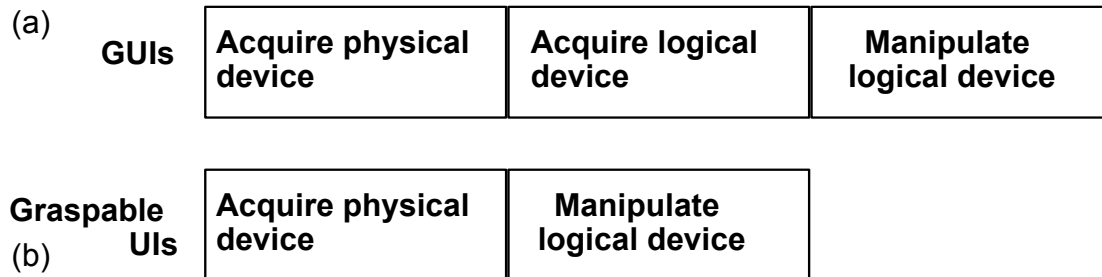 (a)
GUIs
Acquire physical
device
Acquire logical
device
Manipulate
logical device
Graspable
UIs
(b)
Acquire physical
device
Manipulate
logical device